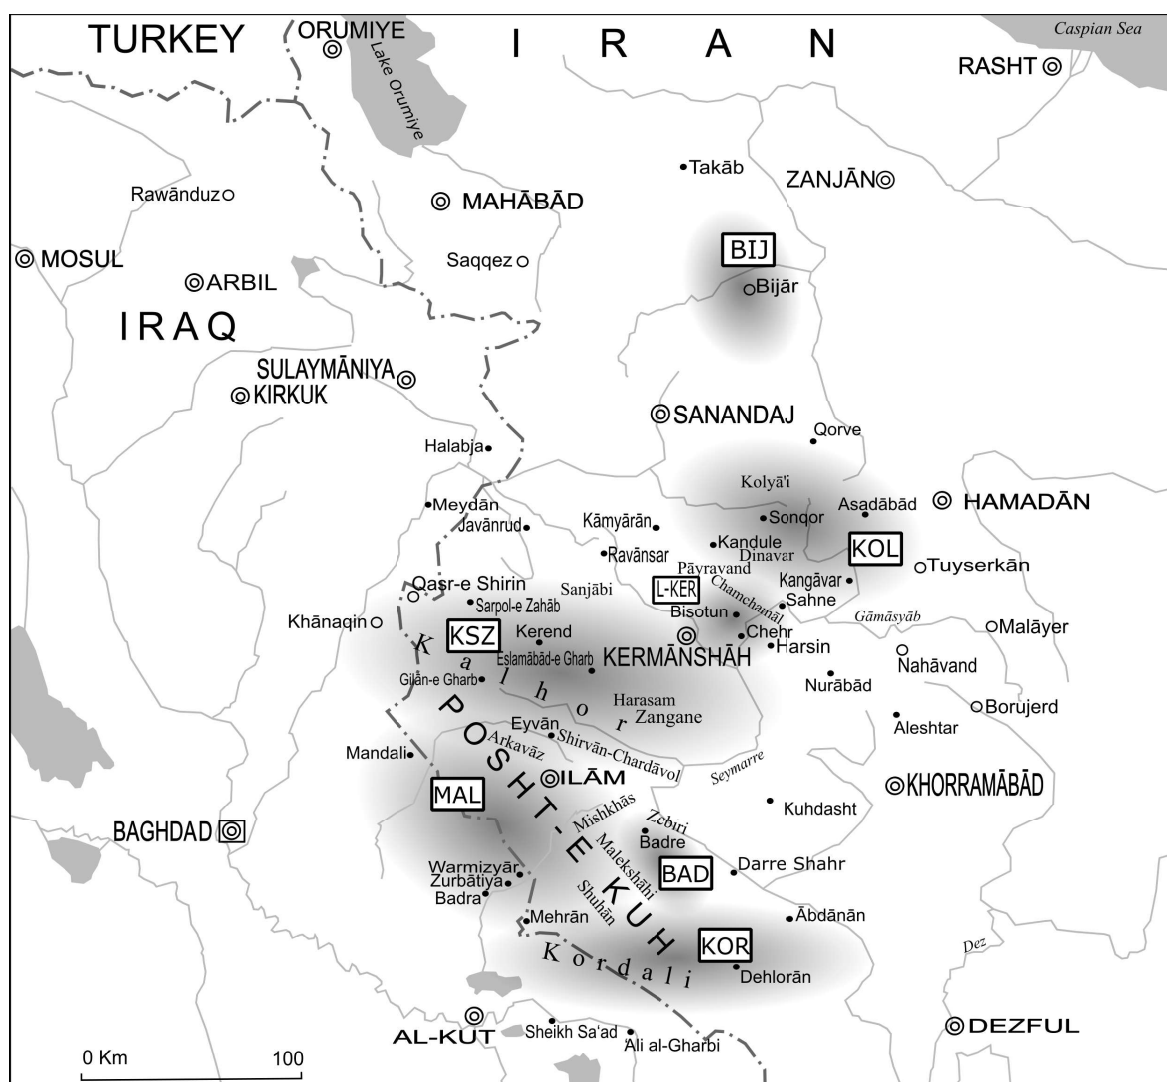 TURKEY
ORUMIYE
I R A N
Caspian Sea
RASHT
Lake Orumiye
Takāb
ZANJĀN
Rawānduz
MAHĀBĀD
MOSUL
Saqqez
BIJ
ARBIL
Bijār
IRAQ
SULAYMĀNIYA
KIRKUK
SANANDAJ
Qorve
Halabja
Kolyā'i
HAMADĀN
Meydān
Asadābād
Javānrud
Kāmyārān
Sonqor
Kandule
KOL
Ravānsar
Dinavar
Pāyravand
Tuyserkān
Qasr-e Shirin
Sanjābi
L-KER
Chamchamāl
Kangāvar
Sarpol-e Zahāb
Bisotun
Sahne
Gāmāsyāb
Khānaqin
KSZ
Kerend
Chehr
Malāyer
Kalhor
Eslamābād-e Gharb
KERMĀNSHĀH
Harsin
Nahāvand
Gilān-e Gharb
Nurābād
Harasam
Zangane
Borujerd
POSHT-E KUH
Eyvān
Aleshtar
Arkavāz
Shirvān-Chardāvol
Mandali
Seymarre
ILĀM
KHORRAMĀBĀD
MAL
Mishkhās
Kuhdasht
BAGHDAD
Zebiri
Badre
Malekshāhi
Warmizyār
BAD
Darre Shahr
Zurbātiya
Shuhān
Badra
Mehrān
Ābdānān
KOR
Kordali
Dez
Dehlorān
AL-KUT
Sheikh Sa'ad
DEZFUL
Ali al-Gharbi
0 Km 100